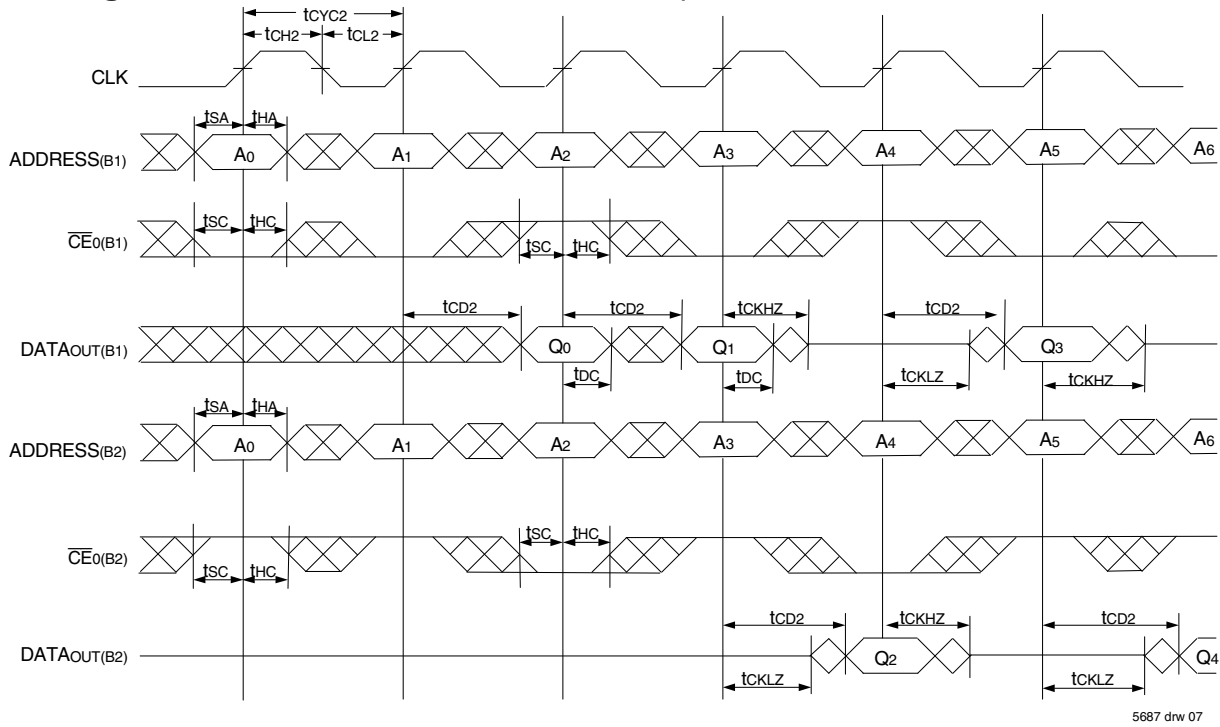 tCYC2
tCH2 tCL2
CLK
tSA tHA
ADDRESS(B1) A0 A1 A2 A3 A4 A5 A6
tSC tHC
CE0(B1) tSC tHC
tCD2 tCD2 tCKHZ tCD2
DATAOUT(B1) Q0 Q1 Q3
tDC tDC tCKLZ tCKHZ
tSA tHA
ADDRESS(B2) A0 A1 A2 A3 A4 A5 A6
tSC tHC
CE0(B2)
tSC tHC
tCD2 tCKHZ tCD2
DATAOUT(B2) Q2 Q4
tCKLZ tCKLZ
5687 drw 07